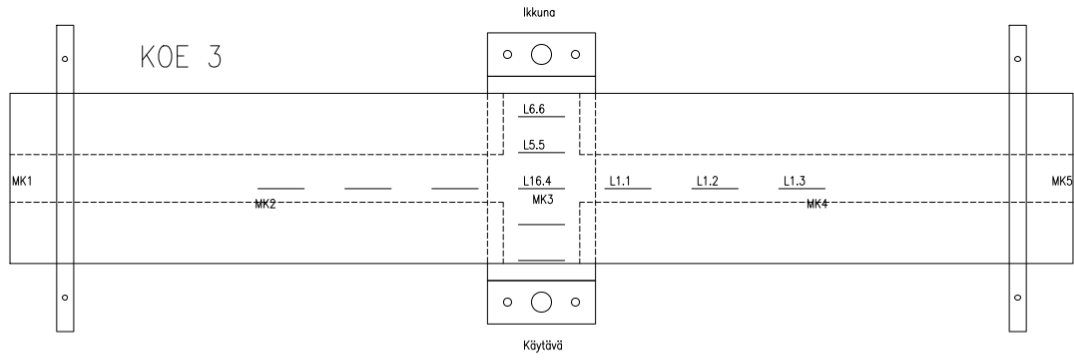 Ikkuna
KOE 3
L6.6
L5.5
MK1
L16.4
L1.1
L1.2
L1.3
MK5
MK2
MK3
MK4
Käytävä